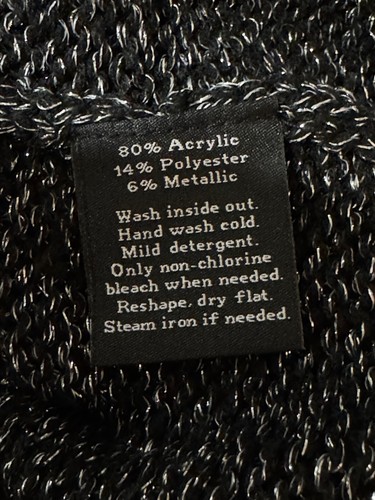 80% Acrylic
14% Polyester
6% Metallic
Wash inside out.
Hand wash cold.
Mild detergent.
Only non-chlorine
bleach when needed.
Reshape, dry flat.
Steam iron if needed.